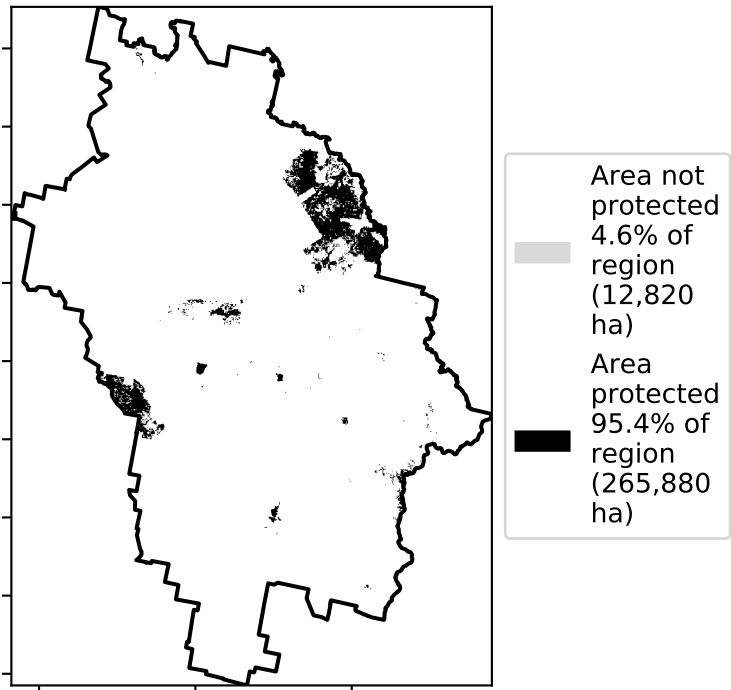 Area not
protected
4.6% of
region
(12,820
ha)
Area
protected
95.4% of
region
(265,880
ha)